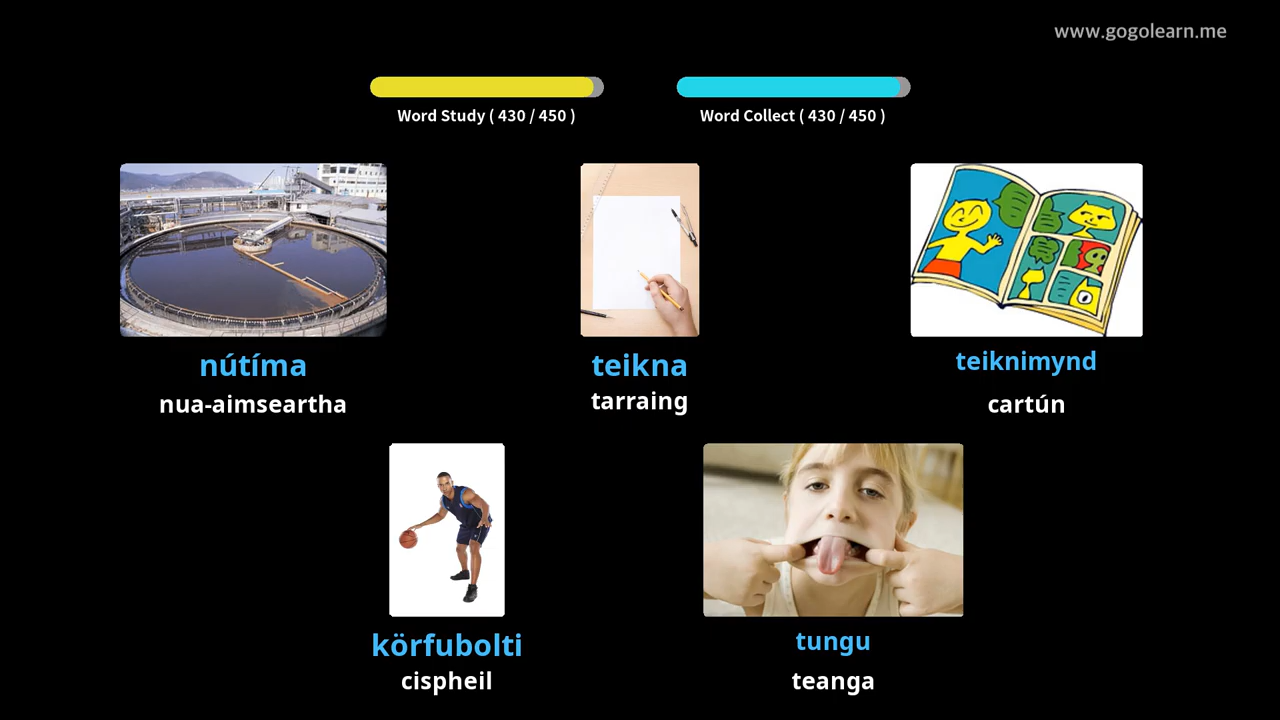 www.gogolearn.me
Word Study ( 430 / 450 )
Word Collect ( 430 / 450 )
nútíma
nua-aimseartha
teikna
tarraing
teiknimynd
cartún
körfubolti
cispheil
tungu
teanga